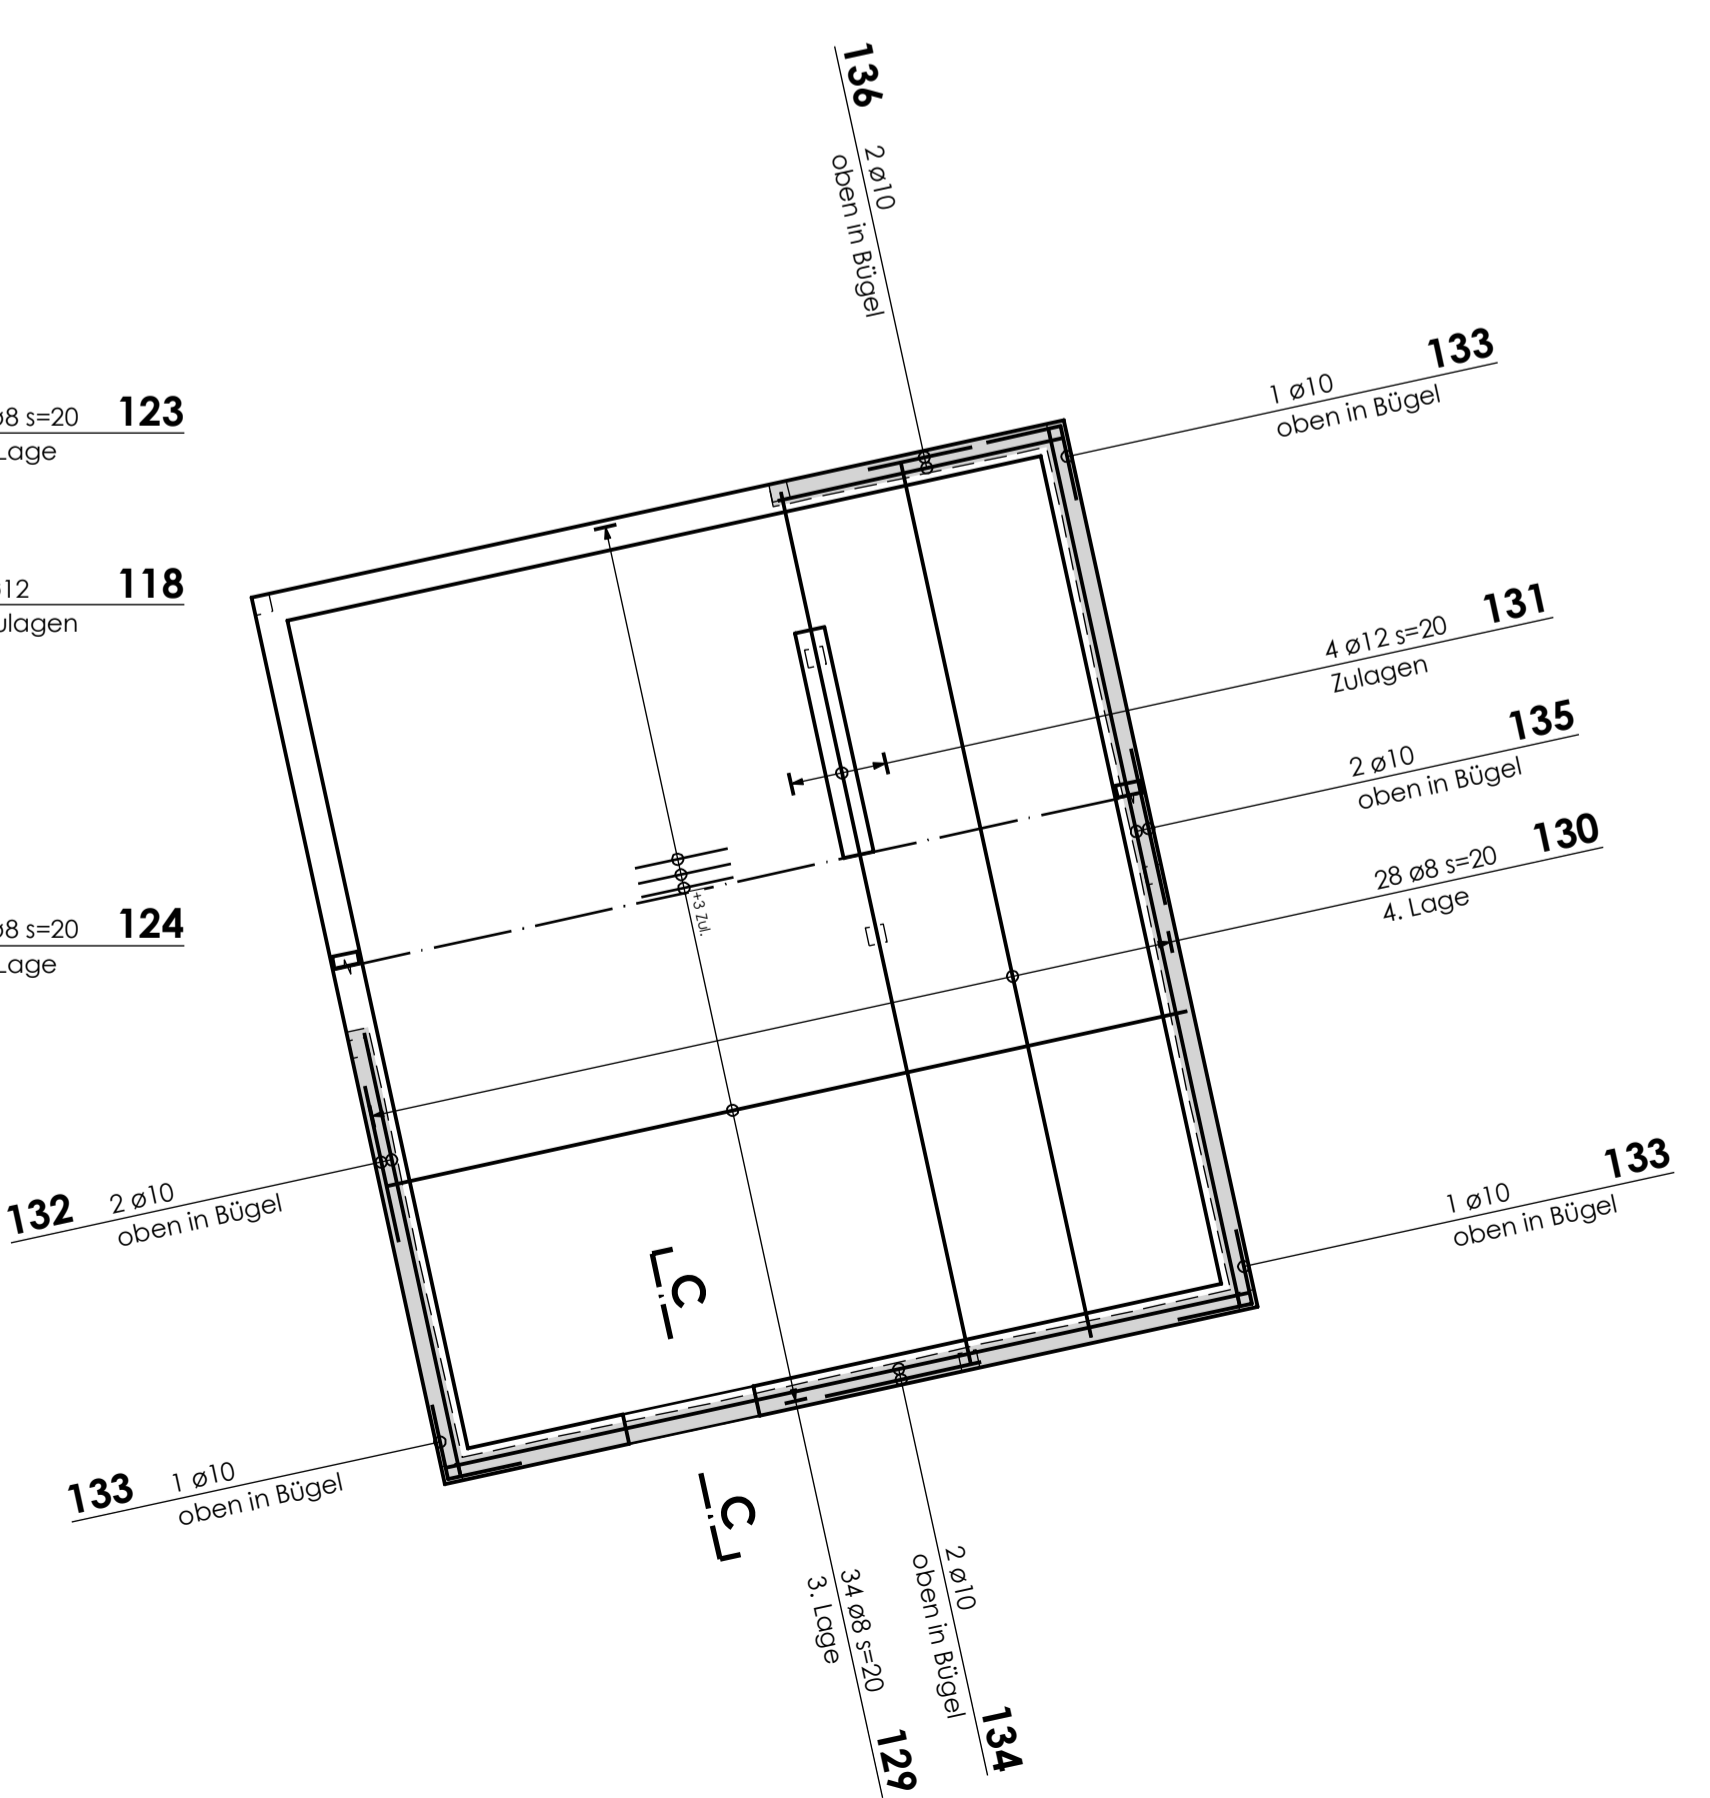 136
2 ø10
oben in Bügel
133
1 ø10
oben in Bügel
ø8 s=20 123
Lage
118
ulagen
131
4 ø12 s=20
Zulagen
135
2 ø10
oben in Bügel
130
28 ø8 s=20
4. Lage
+3 Zul.
ø8 s=20 124
Lage
132 2 ø10
oben in Bügel
133
1 ø10
oben in Bügel
C
133 1 ø10
oben in Bügel
C
34 ø8 s=20 129
3. Lage
2 ø10 134
oben in Bügel